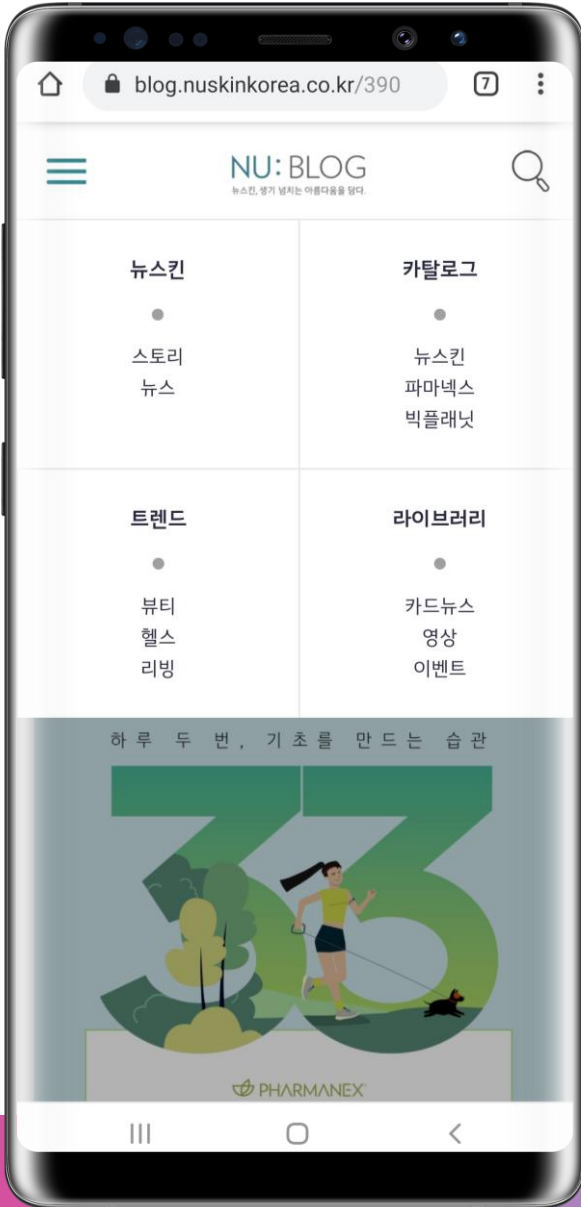 blog.nuskinkorea.co.kr/390
7
NU: BLOG
뉴스킨, 생기 넘치는 아름다움을 담다.
뉴스킨
스토리
뉴스
카탈로그
뉴스킨
파마넥스
빅플래닛
트렌드
뷰티
헬스
리빙
라이브러리
카드뉴스
영상
이벤트
하루 두 번, 기초를 만드는 습관
33
PHARMANEX